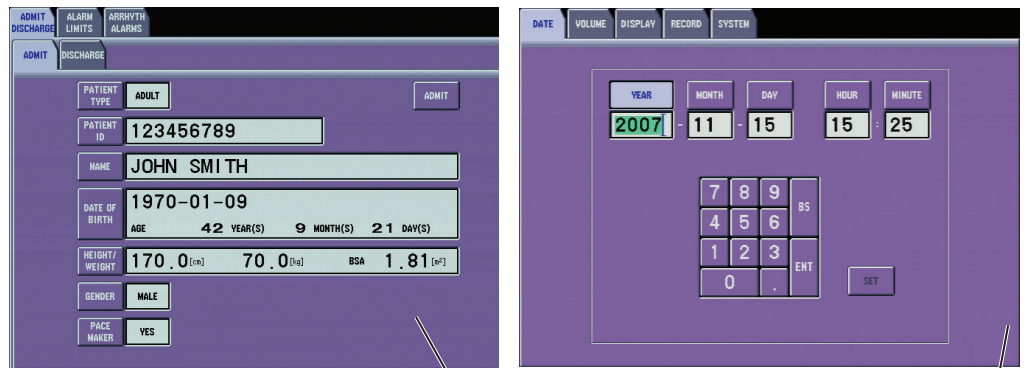 ADMIT DISCHARGE ALARM LIMITS ARRHYTH ALARMS
ADMIT DISCHARGE
PATIENT TYPE ADULT ADMIT
PATIENT ID 123456789
NAME JOHN SMITH
DATE OF BIRTH 1970-01-09
AGE 42 YEAR(S) 9 MONTH(S) 21 DAY(S)
HEIGHT/WEIGHT 170.0[cm] 70.0[kg] BSA 1.81[m²]
GENDER MALE
PACE MAKER YES
DATE VOLUME DISPLAY RECORD SYSTEM
YEAR MONTH DAY HOUR MINUTE
2007 - 11 - 15 15 : 25
7 8 9 BS
4 5 6
1 2 3 ENT
0 . SET